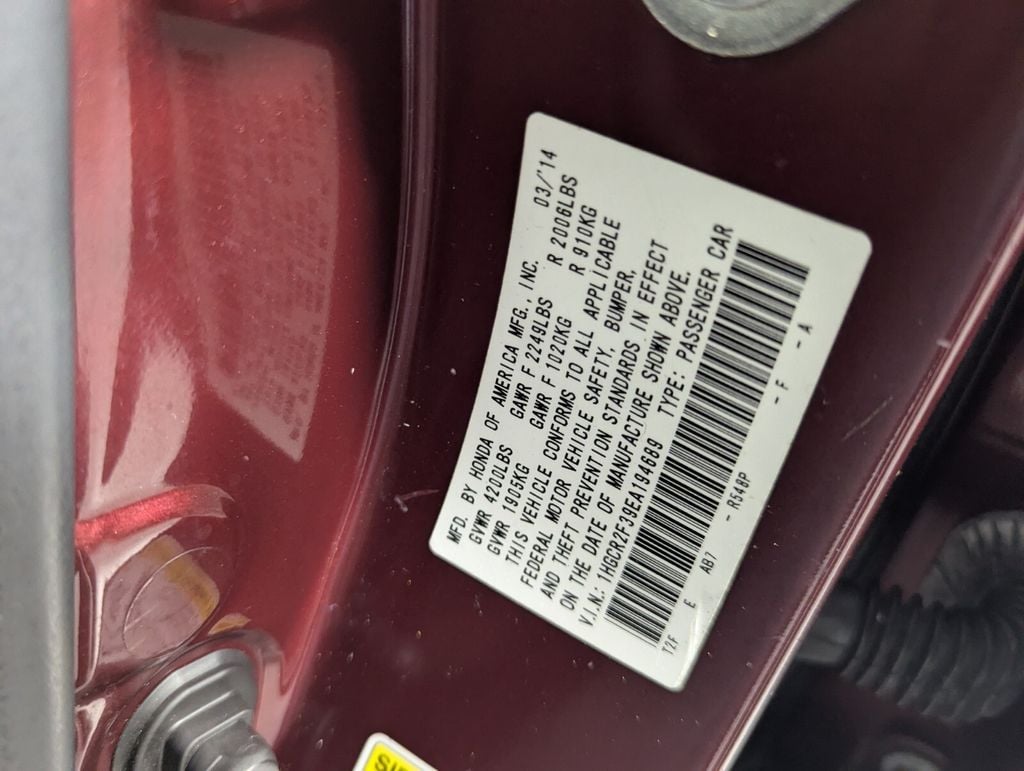 MFD. BY HONDA OF AMERICA MFG., INC. 03/'14
GVWR 4200LBS GAWR F 2249LBS R 2006LBS
GVWR 1905KG GAWR F 1020KG R 910KG
THIS VEHICLE CONFORMS TO ALL APPLICABLE
FEDERAL MOTOR VEHICLE SAFETY, BUMPER,
AND THEFT PREVENTION STANDARDS IN EFFECT
ON THE DATE OF MANUFACTURE SHOWN ABOVE.
V.I.N.: 1HGCR2F39EA194689 TYPE: PASSENGER CAR
T2F E AB7 - R548P - F - A